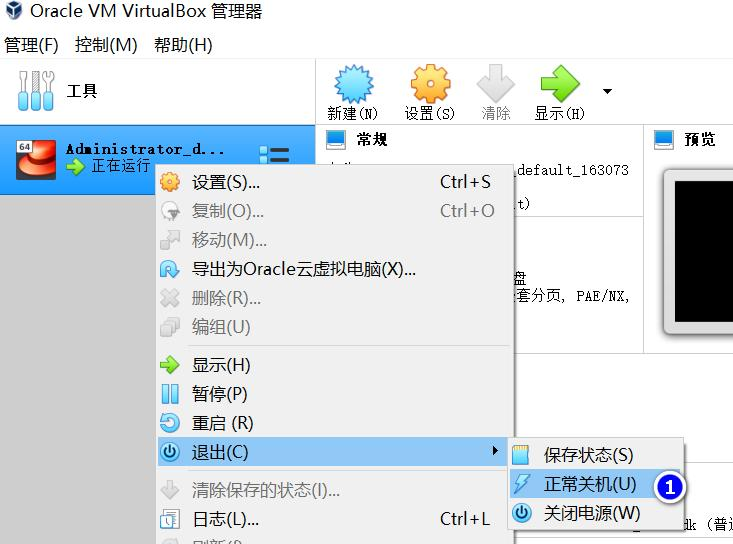 Oracle VM VirtualBox 管理器
管理(F) 控制(M) 帮助(H)
工具
新建(N) 设置(S) 清除 显示(H)
64 Administrator_d...
正在运行
常规
预览
_default_163073
设置(S)... Ctrl+S
复制(O)... Ctrl+O
移动(M)...
导出为Oracle云虚拟电脑(X)...
删除(R)...
编组(U)
盘
套分页, PAE/NX,
显示(H)
暂停(P)
重启 (R)
退出(C)
保存状态(S)
正常关机(U) 1
关闭电源(W)
清除保存的状态(I)...
日志(L)... Ctrl+L